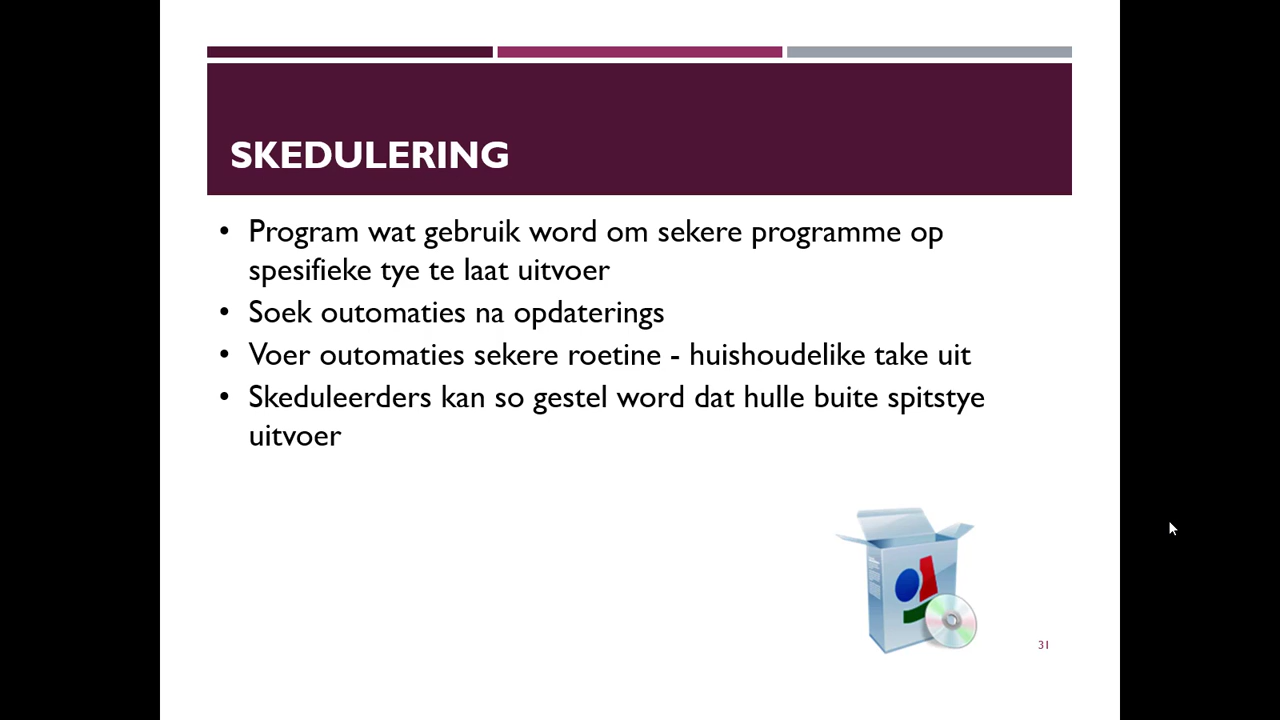 SKEDULERING
• Program wat gebruik word om sekere programme op
spesifieke tye te laat uitvoer
• Soek outomaties na opdaterings
• Voer outomaties sekere roetine - huishoudelike take uit
• Skeduleerders kan so gestel word dat hulle buite spitstye
uitvoer
31